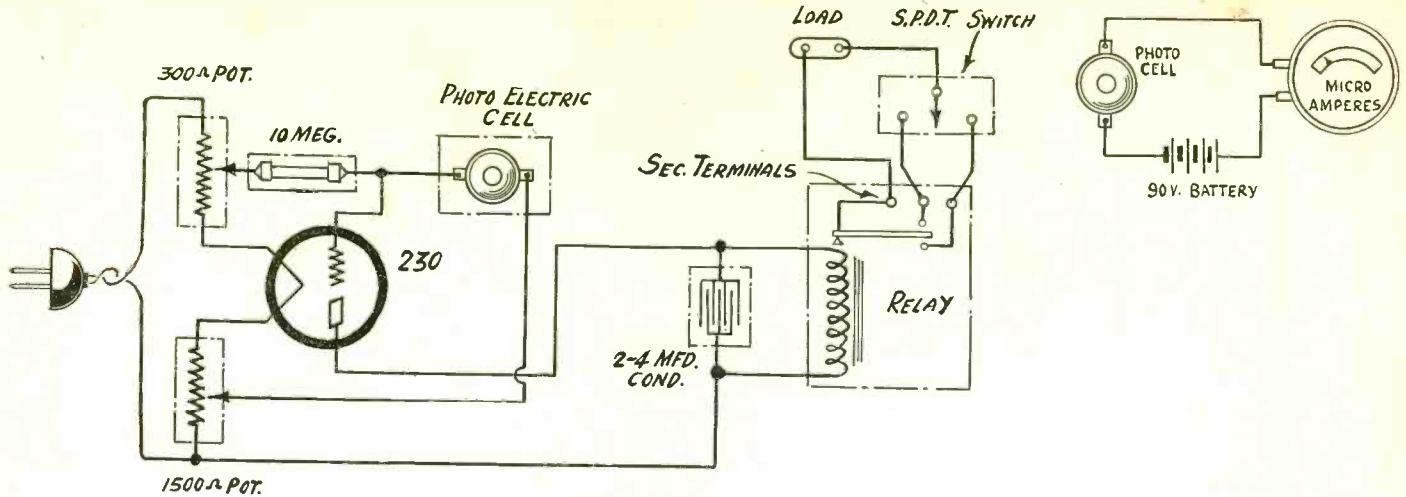 300Ω POT.
10 MEG.
PHOTO ELECTRIC
CELL
230
1500Ω POT.
2-4 MFD.
COND.
LOAD
S.P.D.T. SWITCH
SEC. TERMINALS
RELAY
PHOTO
CELL
MICRO
AMPERES
90V. BATTERY